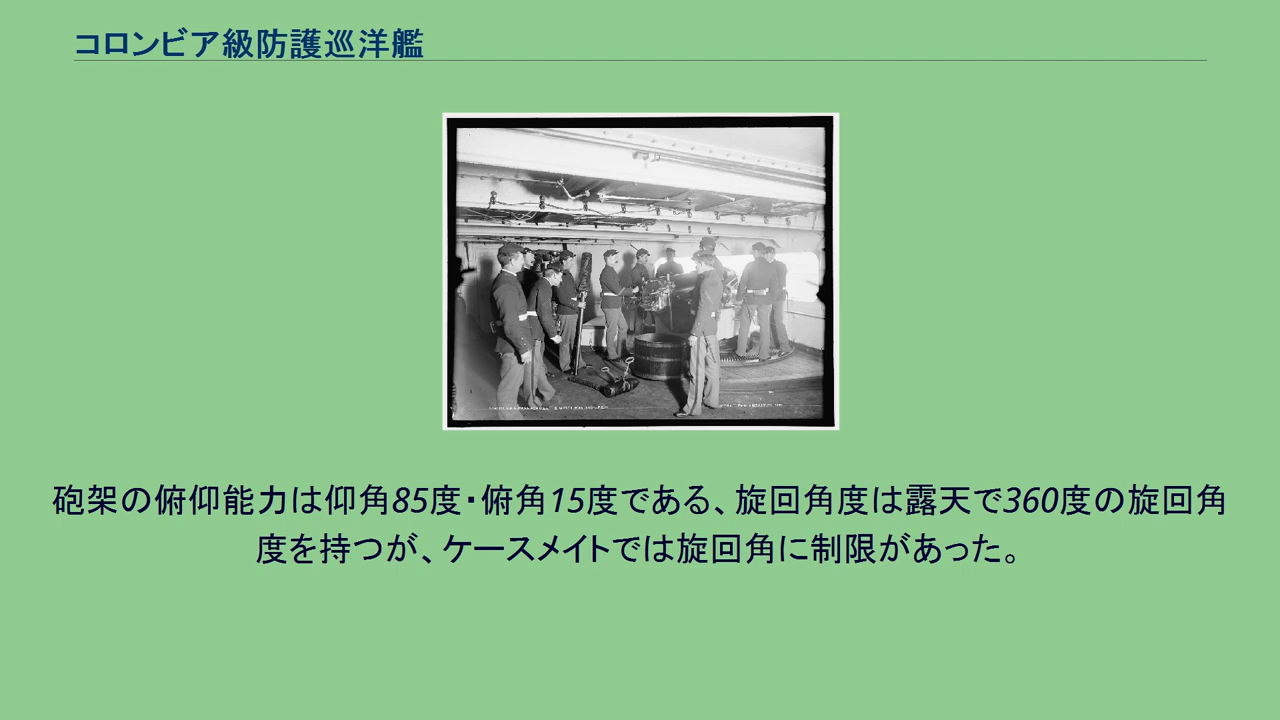 コロンビア級防護巡洋艦
砲架の俯仰能力は仰角85度・俯角15度である、旋回角度は露天で360度の旋回角
度を持つが、ケースメイトでは旋回角に制限があった。